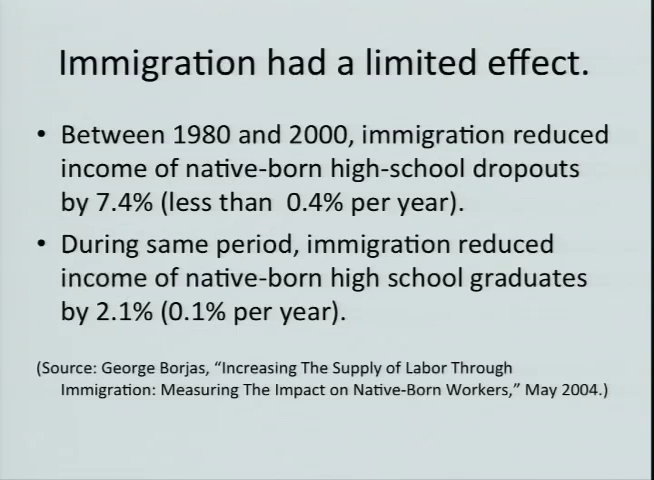 Immigration had a limited effect.
• Between 1980 and 2000, immigration reduced
income of native-born high-school dropouts
by 7.4% (less than 0.4% per year).
• During same period, immigration reduced
income of native-born high school graduates
by 2.1% (0.1% per year).
(Source: George Borjas, “Increasing The Supply of Labor Through
Immigration: Measuring The Impact on Native-Born Workers,” May 2004.)